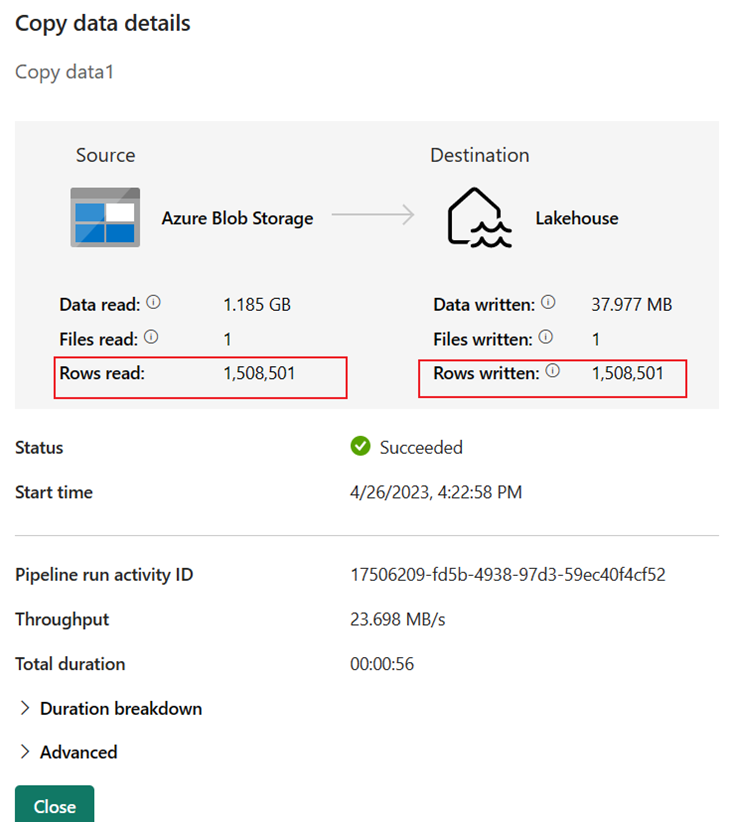 Copy data details
Copy data1
Source Destination
Azure Blob Storage Lakehouse
Data read: 1.185 GB Data written: 37.977 MB
Files read: 1 Files written: 1
Rows read: 1,508,501 Rows written: 1,508,501
Status Succeeded
Start time 4/26/2023, 4:22:58 PM
Pipeline run activity ID 17506209-fd5b-4938-97d3-59ec40f4cf52
Throughput 23.698 MB/s
Total duration 00:00:56
Duration breakdown
Advanced
Close